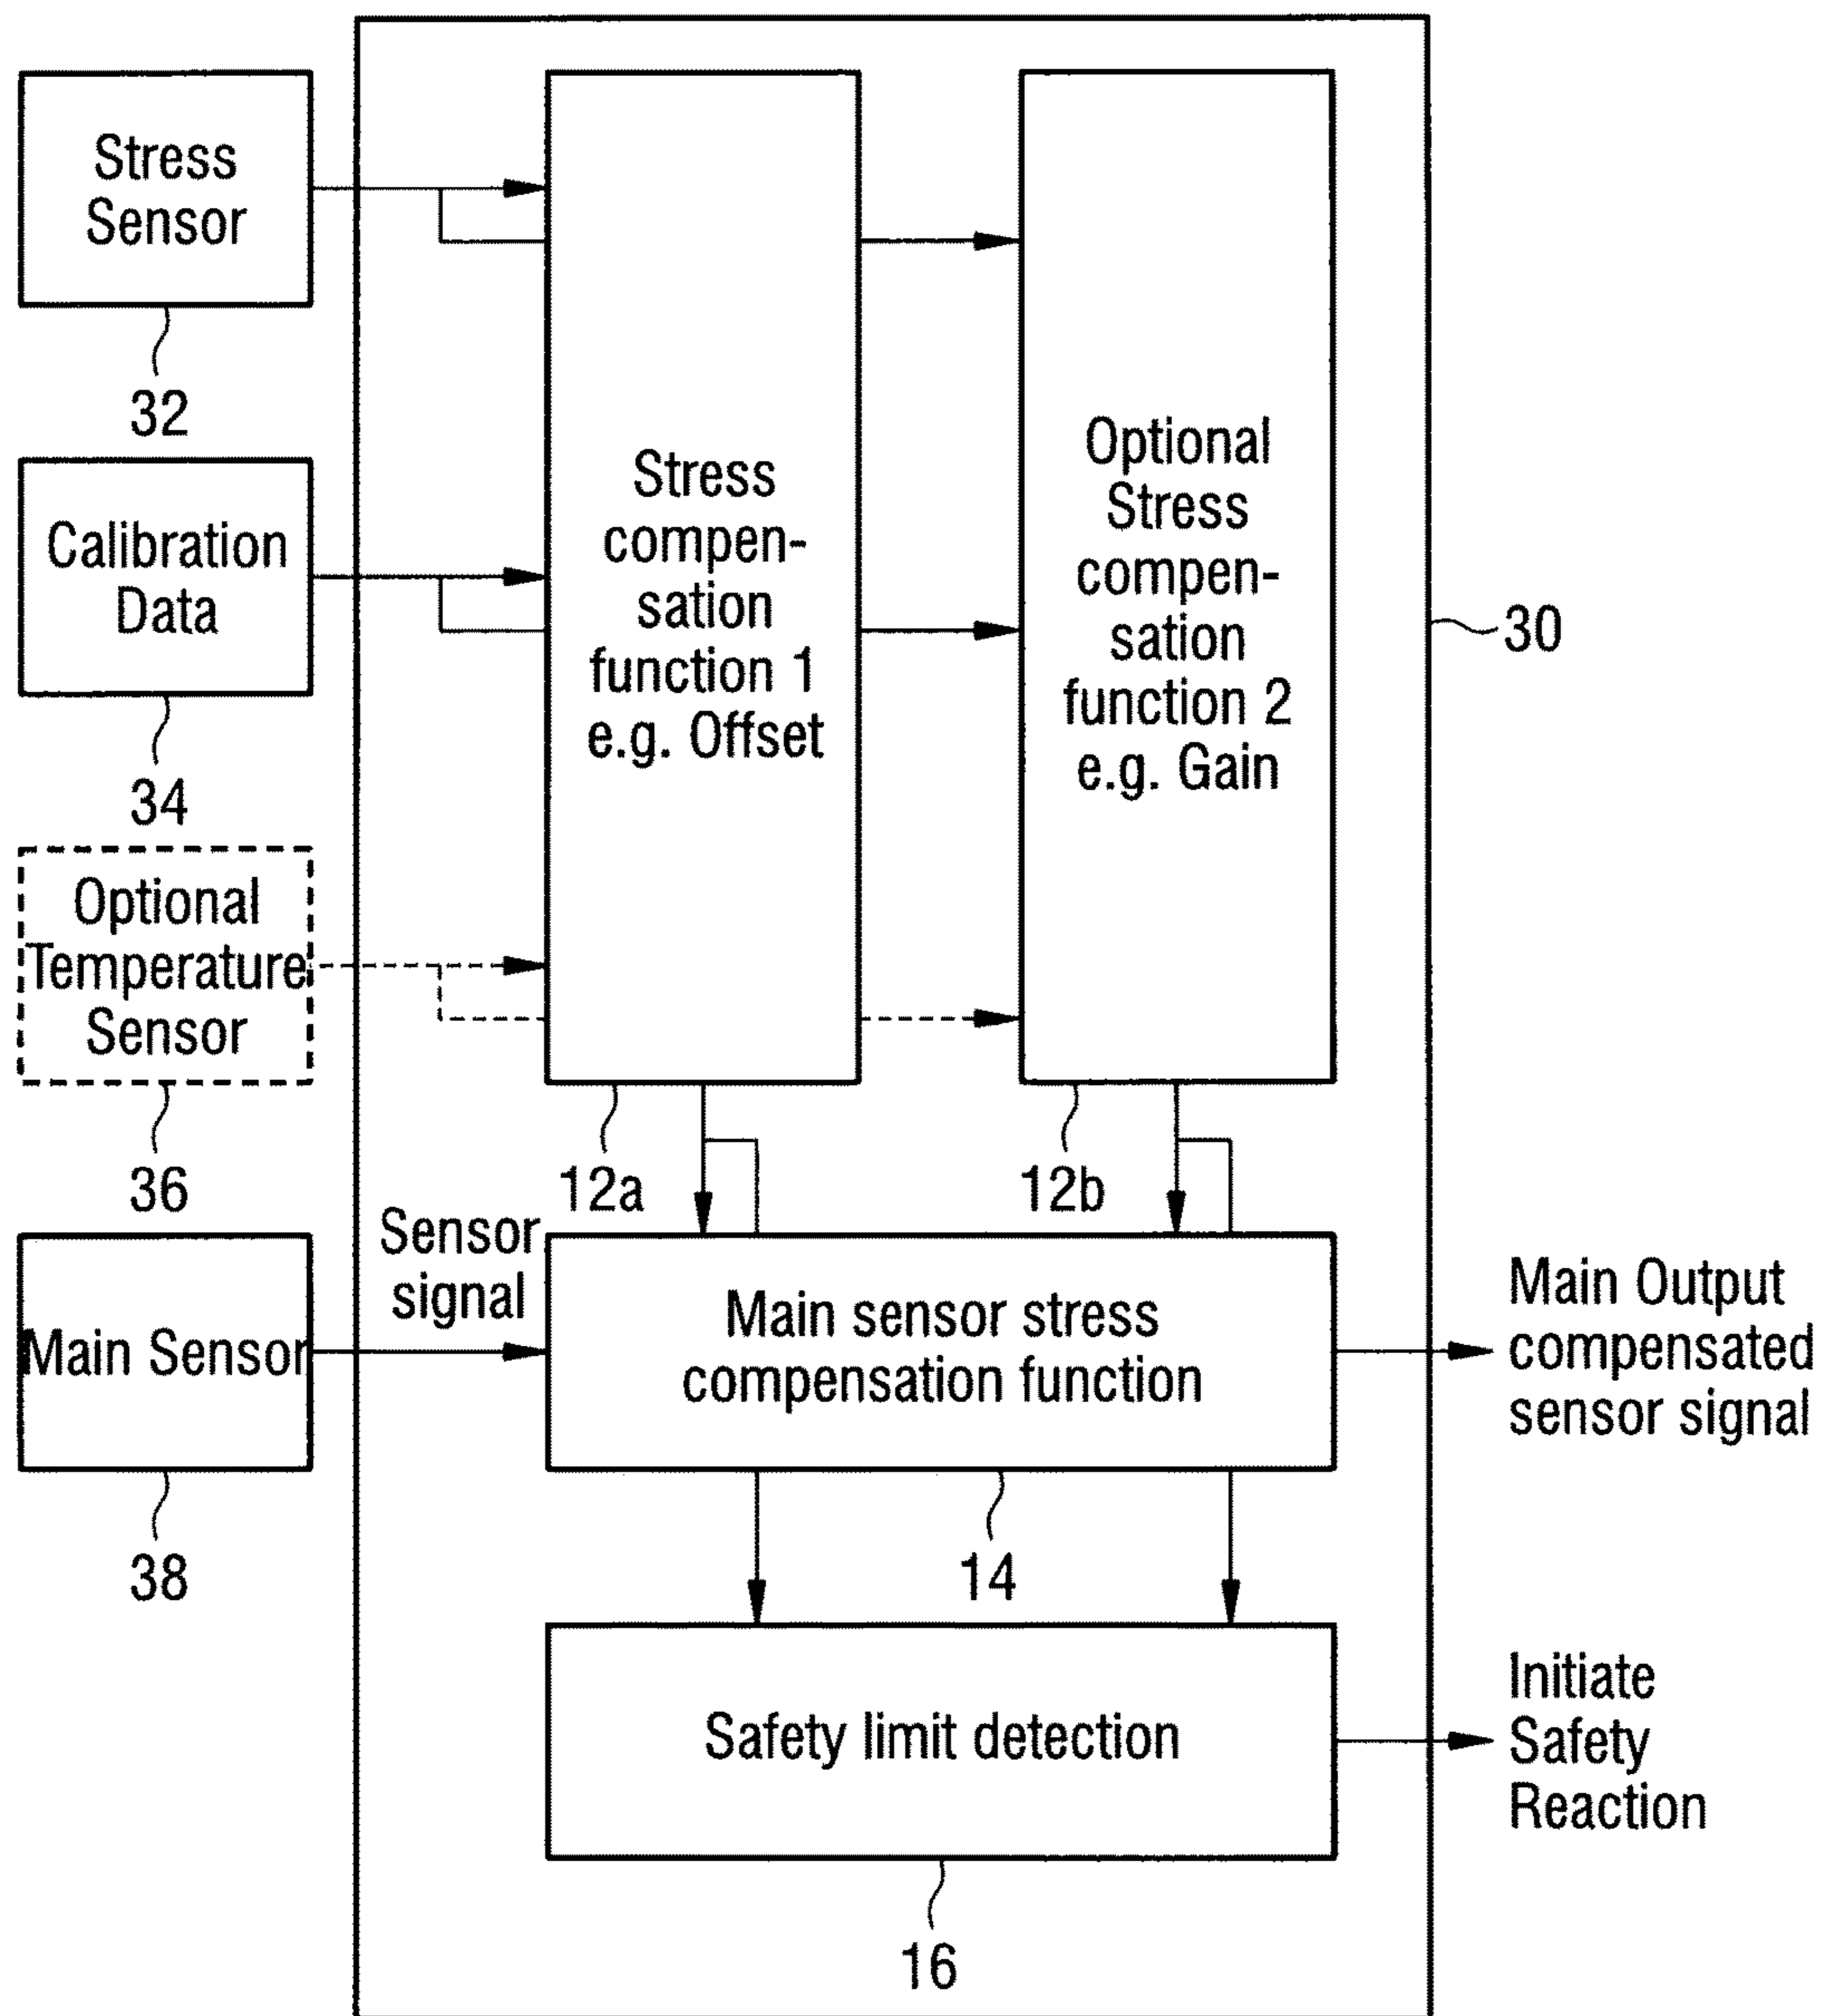 Stress
Sensor
32
Calibration
Data
34
Optional
Temperature
Sensor
36
Main Sensor
38
Stress
compen-
sation
function 1
e.g. Offset
12a
Optional
Stress
compen-
sation
function 2
e.g. Gain
12b
30
Sensor
signal
Main sensor stress
compensation function
14
Main Output
compensated
sensor signal
Safety limit detection
16
Initiate
Safety
Reaction